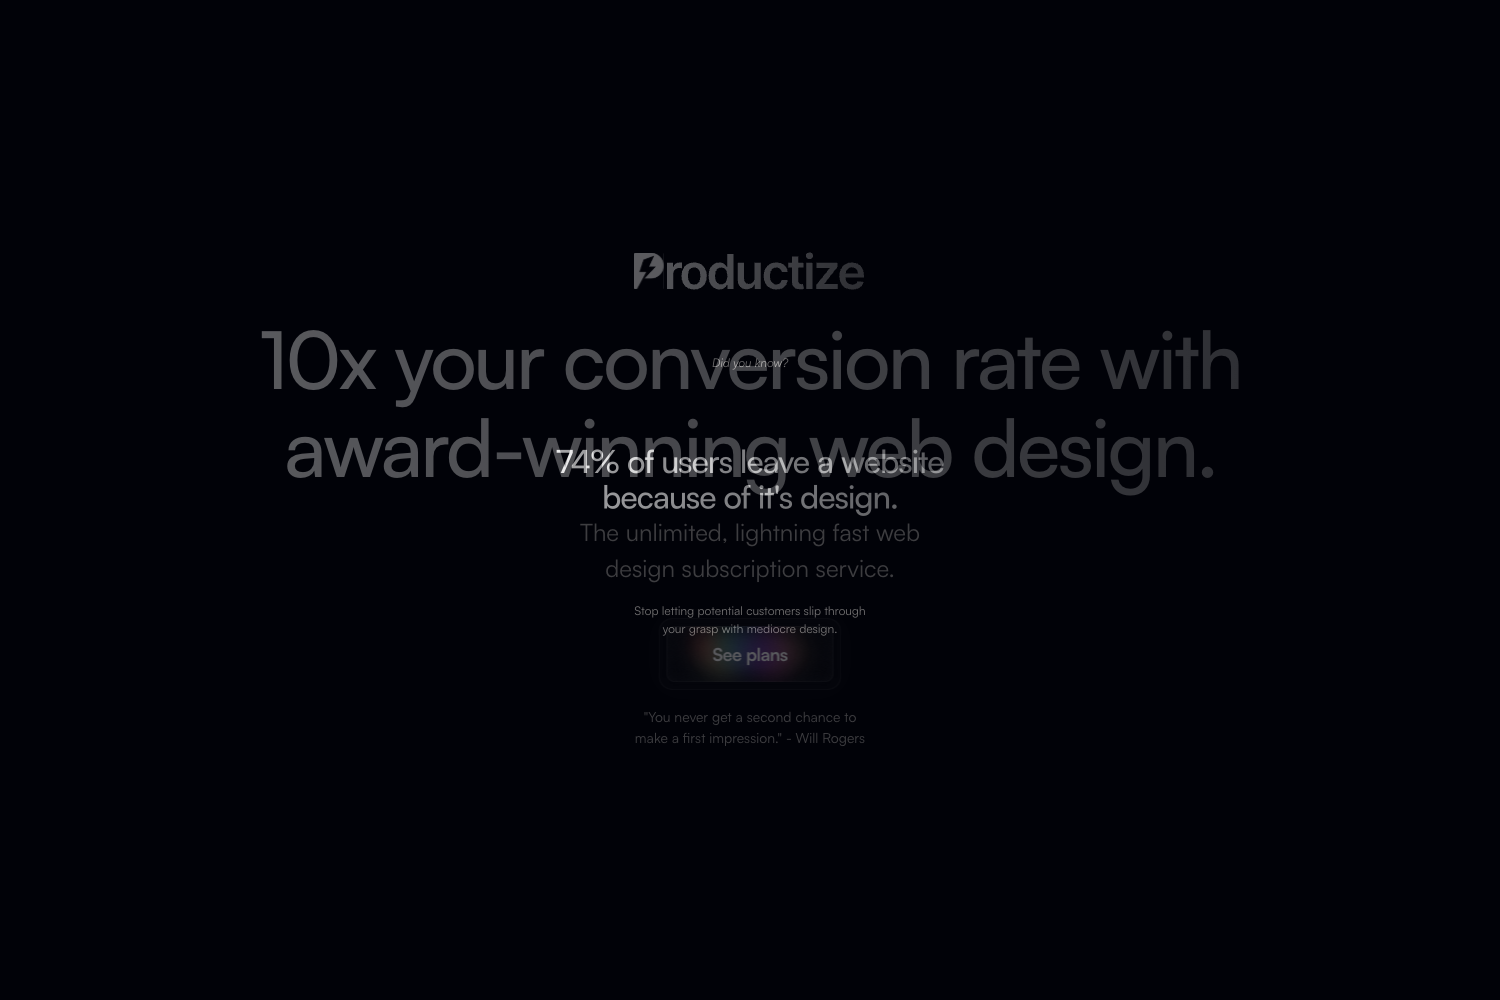 Productize
10x your conversion rate with
Did you know?
award-winning web design.
74% of users leave a website
because of it's design.
The unlimited, lightning fast web
design subscription service.
Stop letting potential customers slip through
your grasp with mediocre design.
See plans
"You never get a second chance to
make a first impression." - Will Rogers